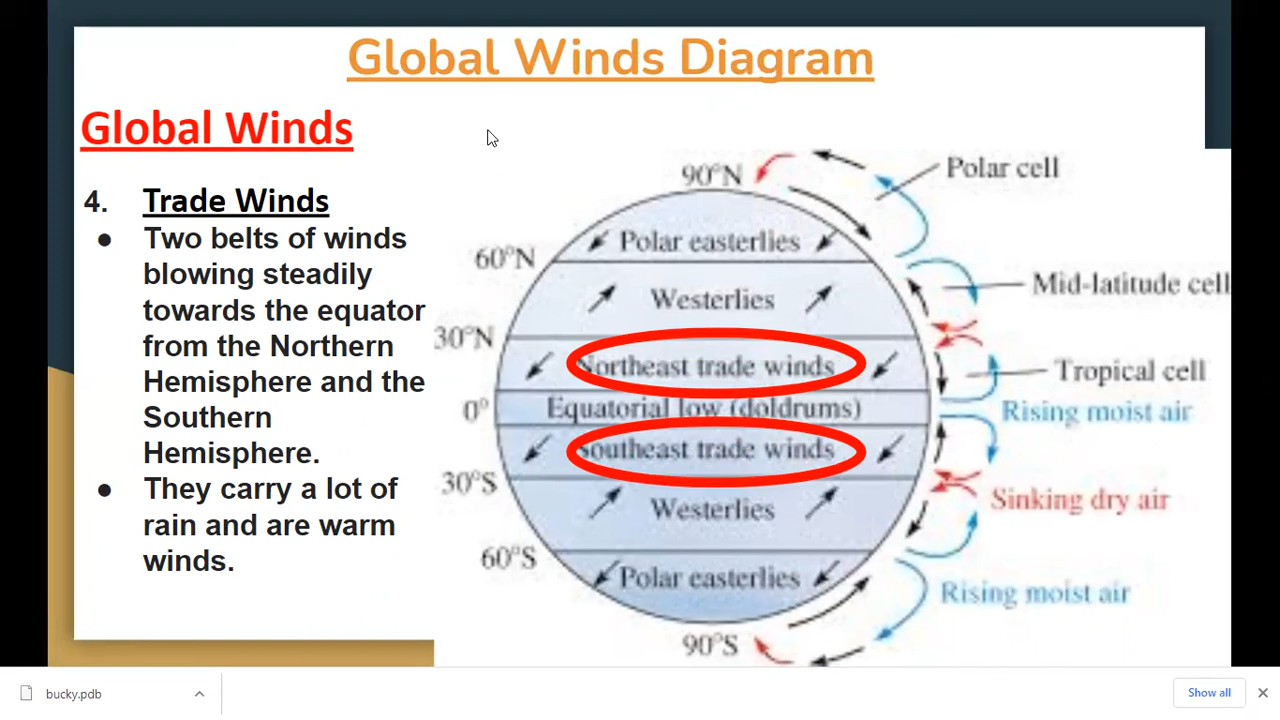 Global Winds Diagram
Global Winds
4. Trade Winds
● Two belts of winds
blowing steadily
towards the equator
from the Northern
Hemisphere and the
Southern
Hemisphere.
● They carry a lot of
rain and are warm
winds.
90°N
Polar cell
Polar easterlies
60°N
Mid-latitude cell
Westerlies
30°N
Northeast trade winds
Tropical cell
0°
Equatorial low (doldrums)
Rising moist air
Southeast trade winds
30°S
Sinking dry air
Westerlies
60°S
Polar easterlies
Rising moist air
90°S
bucky.pdb
Show all